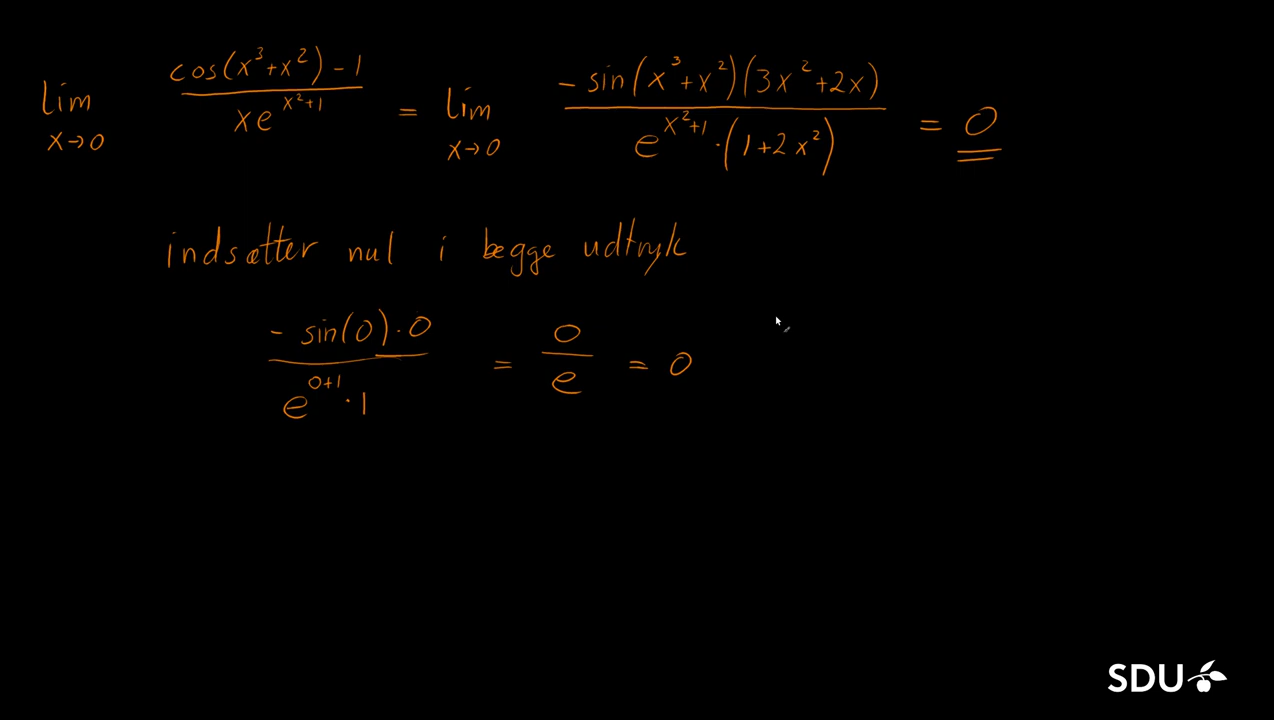 lim x→0 cos(x³+x²)-1 / xe^(x²+1) = lim x→0 -sin(x³+x²)(3x²+2x) / e^(x²+1)·(1+2x²) = 0
indsætter nul i begge udtryk
-sin(0)·0 / e^(0+1)·1 = 0/e = 0
SDU